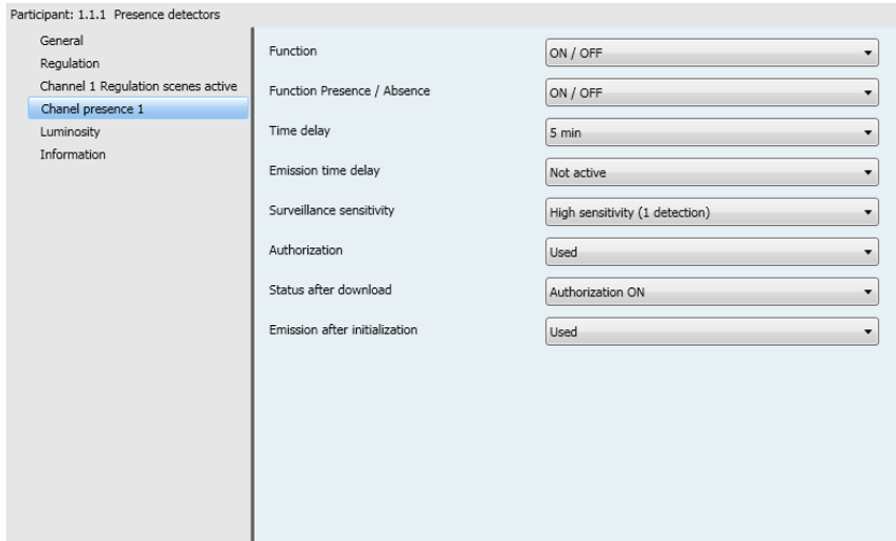 Participant: 1.1.1 Presence detectors
General
Regulation
Channel 1 Regulation scenes active
Chanel presence 1
Luminosity
Information
Function ON / OFF
Function Presence / Absence ON / OFF
Time delay 5 min
Emission time delay Not active
Surveillance sensitivity High sensitivity (1 detection)
Authorization Used
Status after download Authorization ON
Emission after initialization Used